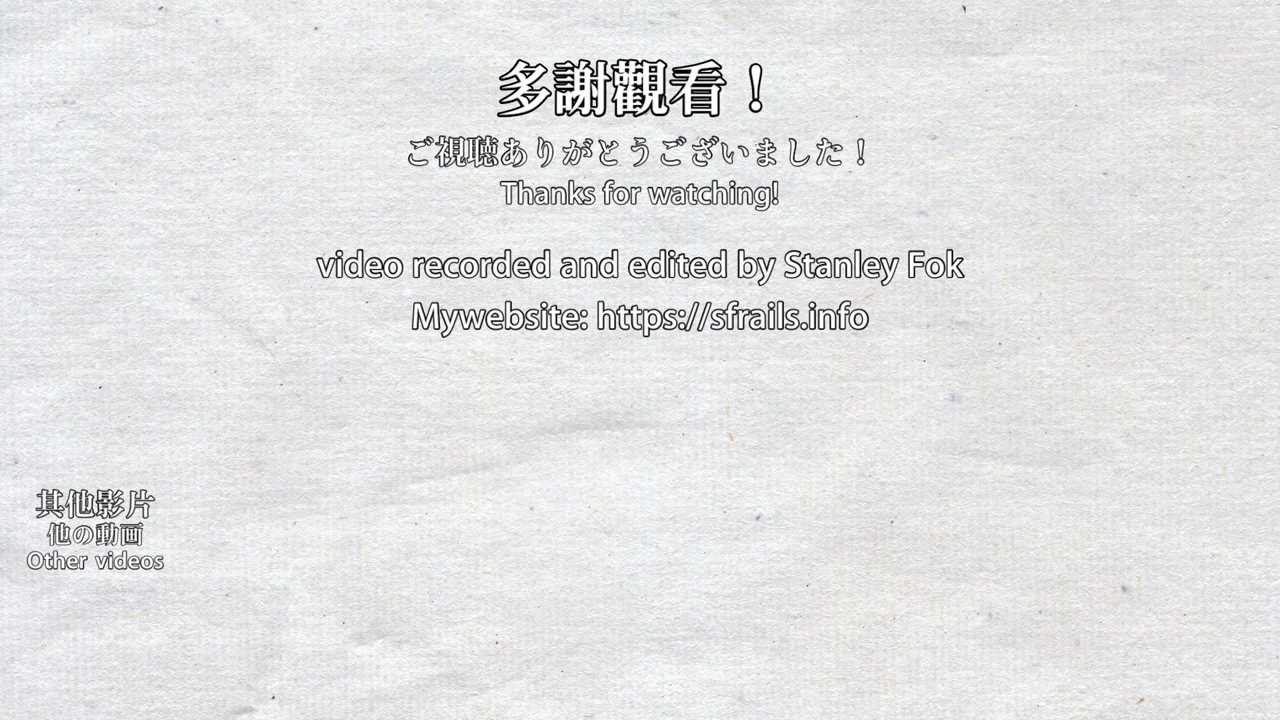 多謝觀看！
ご視聴ありがとうございました！
Thanks for watching!
video recorded and edited by Stanley Fok
Mywebsite: https://sfrails.info
其他影片
他の動画
Other videos